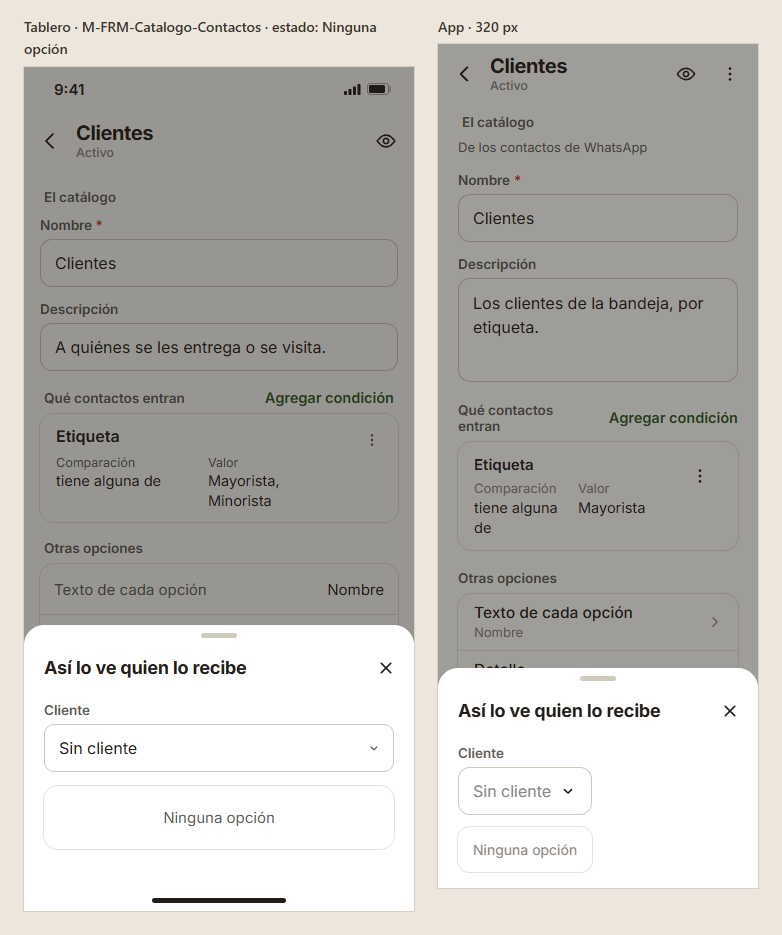 Tablero · M-FRM-Catalogo-Contactos · estado: Ninguna
opción
9:41
Clientes
Activo
El catálogo
Nombre *
Clientes
Descripción
A quiénes se les entrega o se visita.
Qué contactos entran
Agregar condición
Etiqueta
Comparación
Valor
tiene alguna de
Mayorista,
Minorista
Otras opciones
Texto de cada opción
Nombre
Así lo ve quien lo recibe
Cliente
Sin cliente
Ninguna opción
App · 320 px
Clientes
Activo
El catálogo
De los contactos de WhatsApp
Nombre *
Clientes
Descripción
Los clientes de la bandeja, por
etiqueta.
Qué contactos
entran
Agregar condición
Etiqueta
Comparación
Valor
tiene alguna
de
Mayorista
Otras opciones
Texto de cada opción
Nombre
Así lo ve quien lo recibe
Cliente
Sin cliente
Ninguna opción